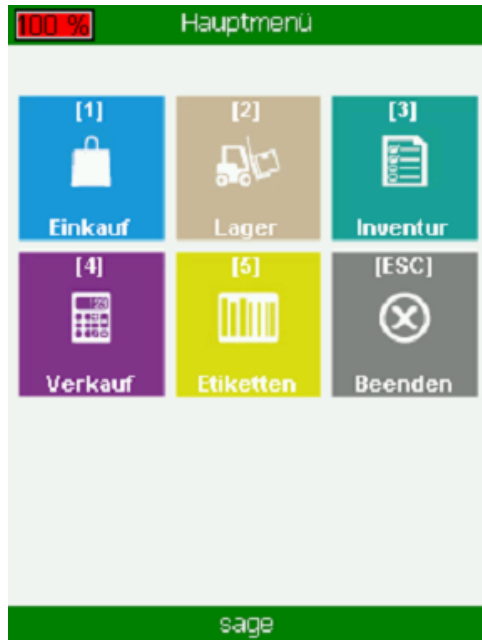 100 %
Hauptmenü
[1]
[2]
[3]
Einkauf
Lager
Inventur
[4]
[5]
[ESC]
Verkauf
Etiketten
Beenden
sage